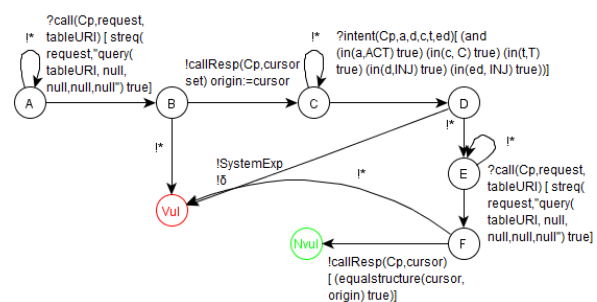 !*
?call(Cp,request,
tableURI) [ streq(
request,"query(
tableURI, null,
null,null,null") true]
A
B
!callResp(Cp,cursor
set) origin:=cursor
!*
C
?intent(Cp,a,d,c,t,ed)[ (and
(in(a,ACT) true) (in(c, C) true) (in(t,T)
true) (in(d,INJ) true) (in(ed, INJ) true))]
D
!*
!*
!SystemExp
!δ
!*
!*
E
?call(Cp,request,
tableURI) [ streq(
request,"query(
tableURI, null,
null,null,null") true]
Vul
Nvul
F
!callResp(Cp,cursor)
[ (equalstructure(cursor,
origin) true)]